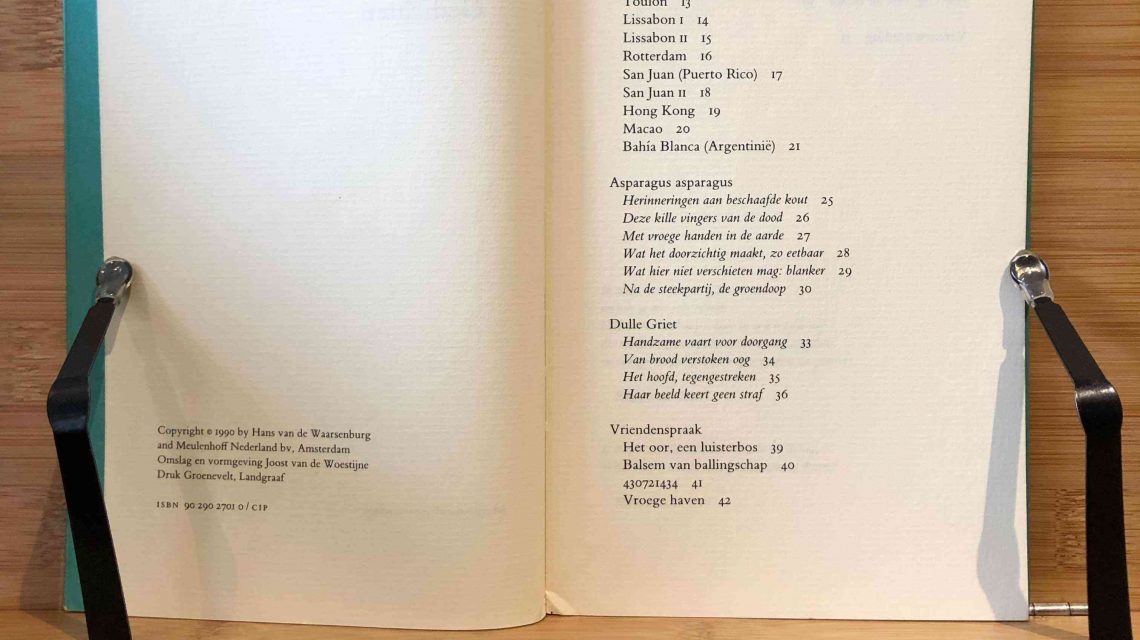 Copyright © 1990 by Hans van de Waarsenburg
and Meulenhoff Nederland bv, Amsterdam
Omslag en vormgeving Joost van de Woestijne
Druk Groenevelt, Landgraaf
ISBN 90 290 2701 0 / CIP
Toulon 13
Lissabon I 14
Lissabon II 15
Rotterdam 16
San Juan (Puerto Rico) 17
San Juan II 18
Hong Kong 19
Macao 20
Bahía Blanca (Argentinië) 21
Asparagus asparagus
Herinneringen aan beschaafde kout 25
Deze kille vingers van de dood 26
Met vroege handen in de aarde 27
Wat het doorzichtig maakt, zo eetbaar 28
Wat hier niet verschieten mag: blanker 29
Na de steekpartij, de groendoop 30
Dulle Griet
Handzame vaart voor doorgang 33
Van brood verstoken oog 34
Het hoofd, tegengestreken 35
Haar beeld keert geen straf 36
Vriendenspraak
Het oor, een luisterbos 39
Balsem van ballingschap 40
430721434 41
Vroege haven 42